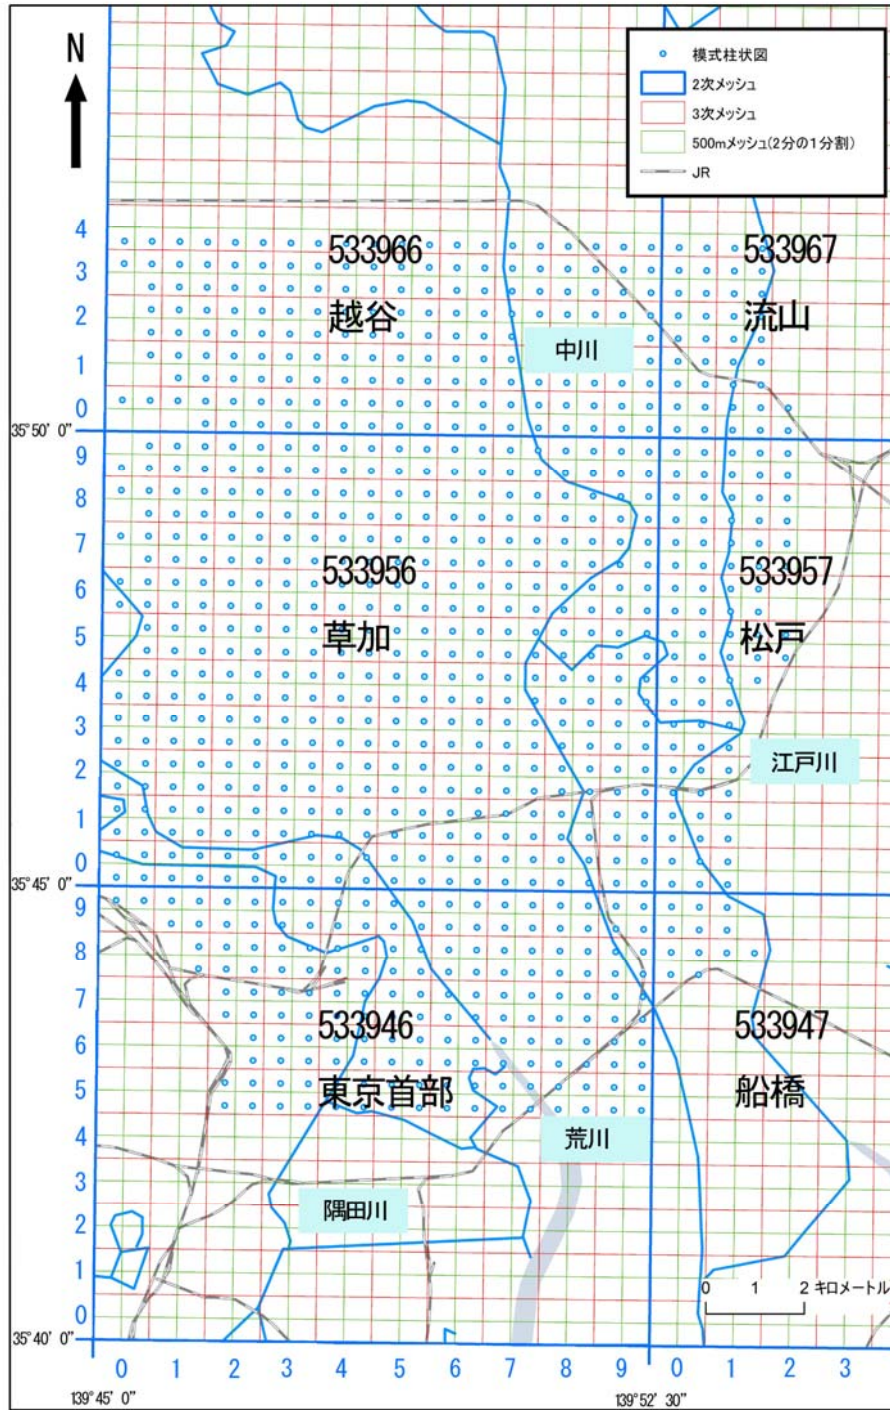 N
模式柱状図
2次メッシュ
3次メッシュ
500mメッシュ(2分の1分割)
JR
4
3
2
1
0
533966
越谷
533967
流山
中川
35°50′0″
9
8
7
6
5
4
3
2
1
0
533956
草加
533957
松戸
江戸川
35°45′0″
9
8
7
6
5
4
3
2
1
0
533946
東京首部
533947
船橋
荒川
隅田川
0 1 2 キロメートル
35°40′0″
0 1 2 3 4 5 6 7 8 9 0 1 2 3
139°45′0″
139°52′30″